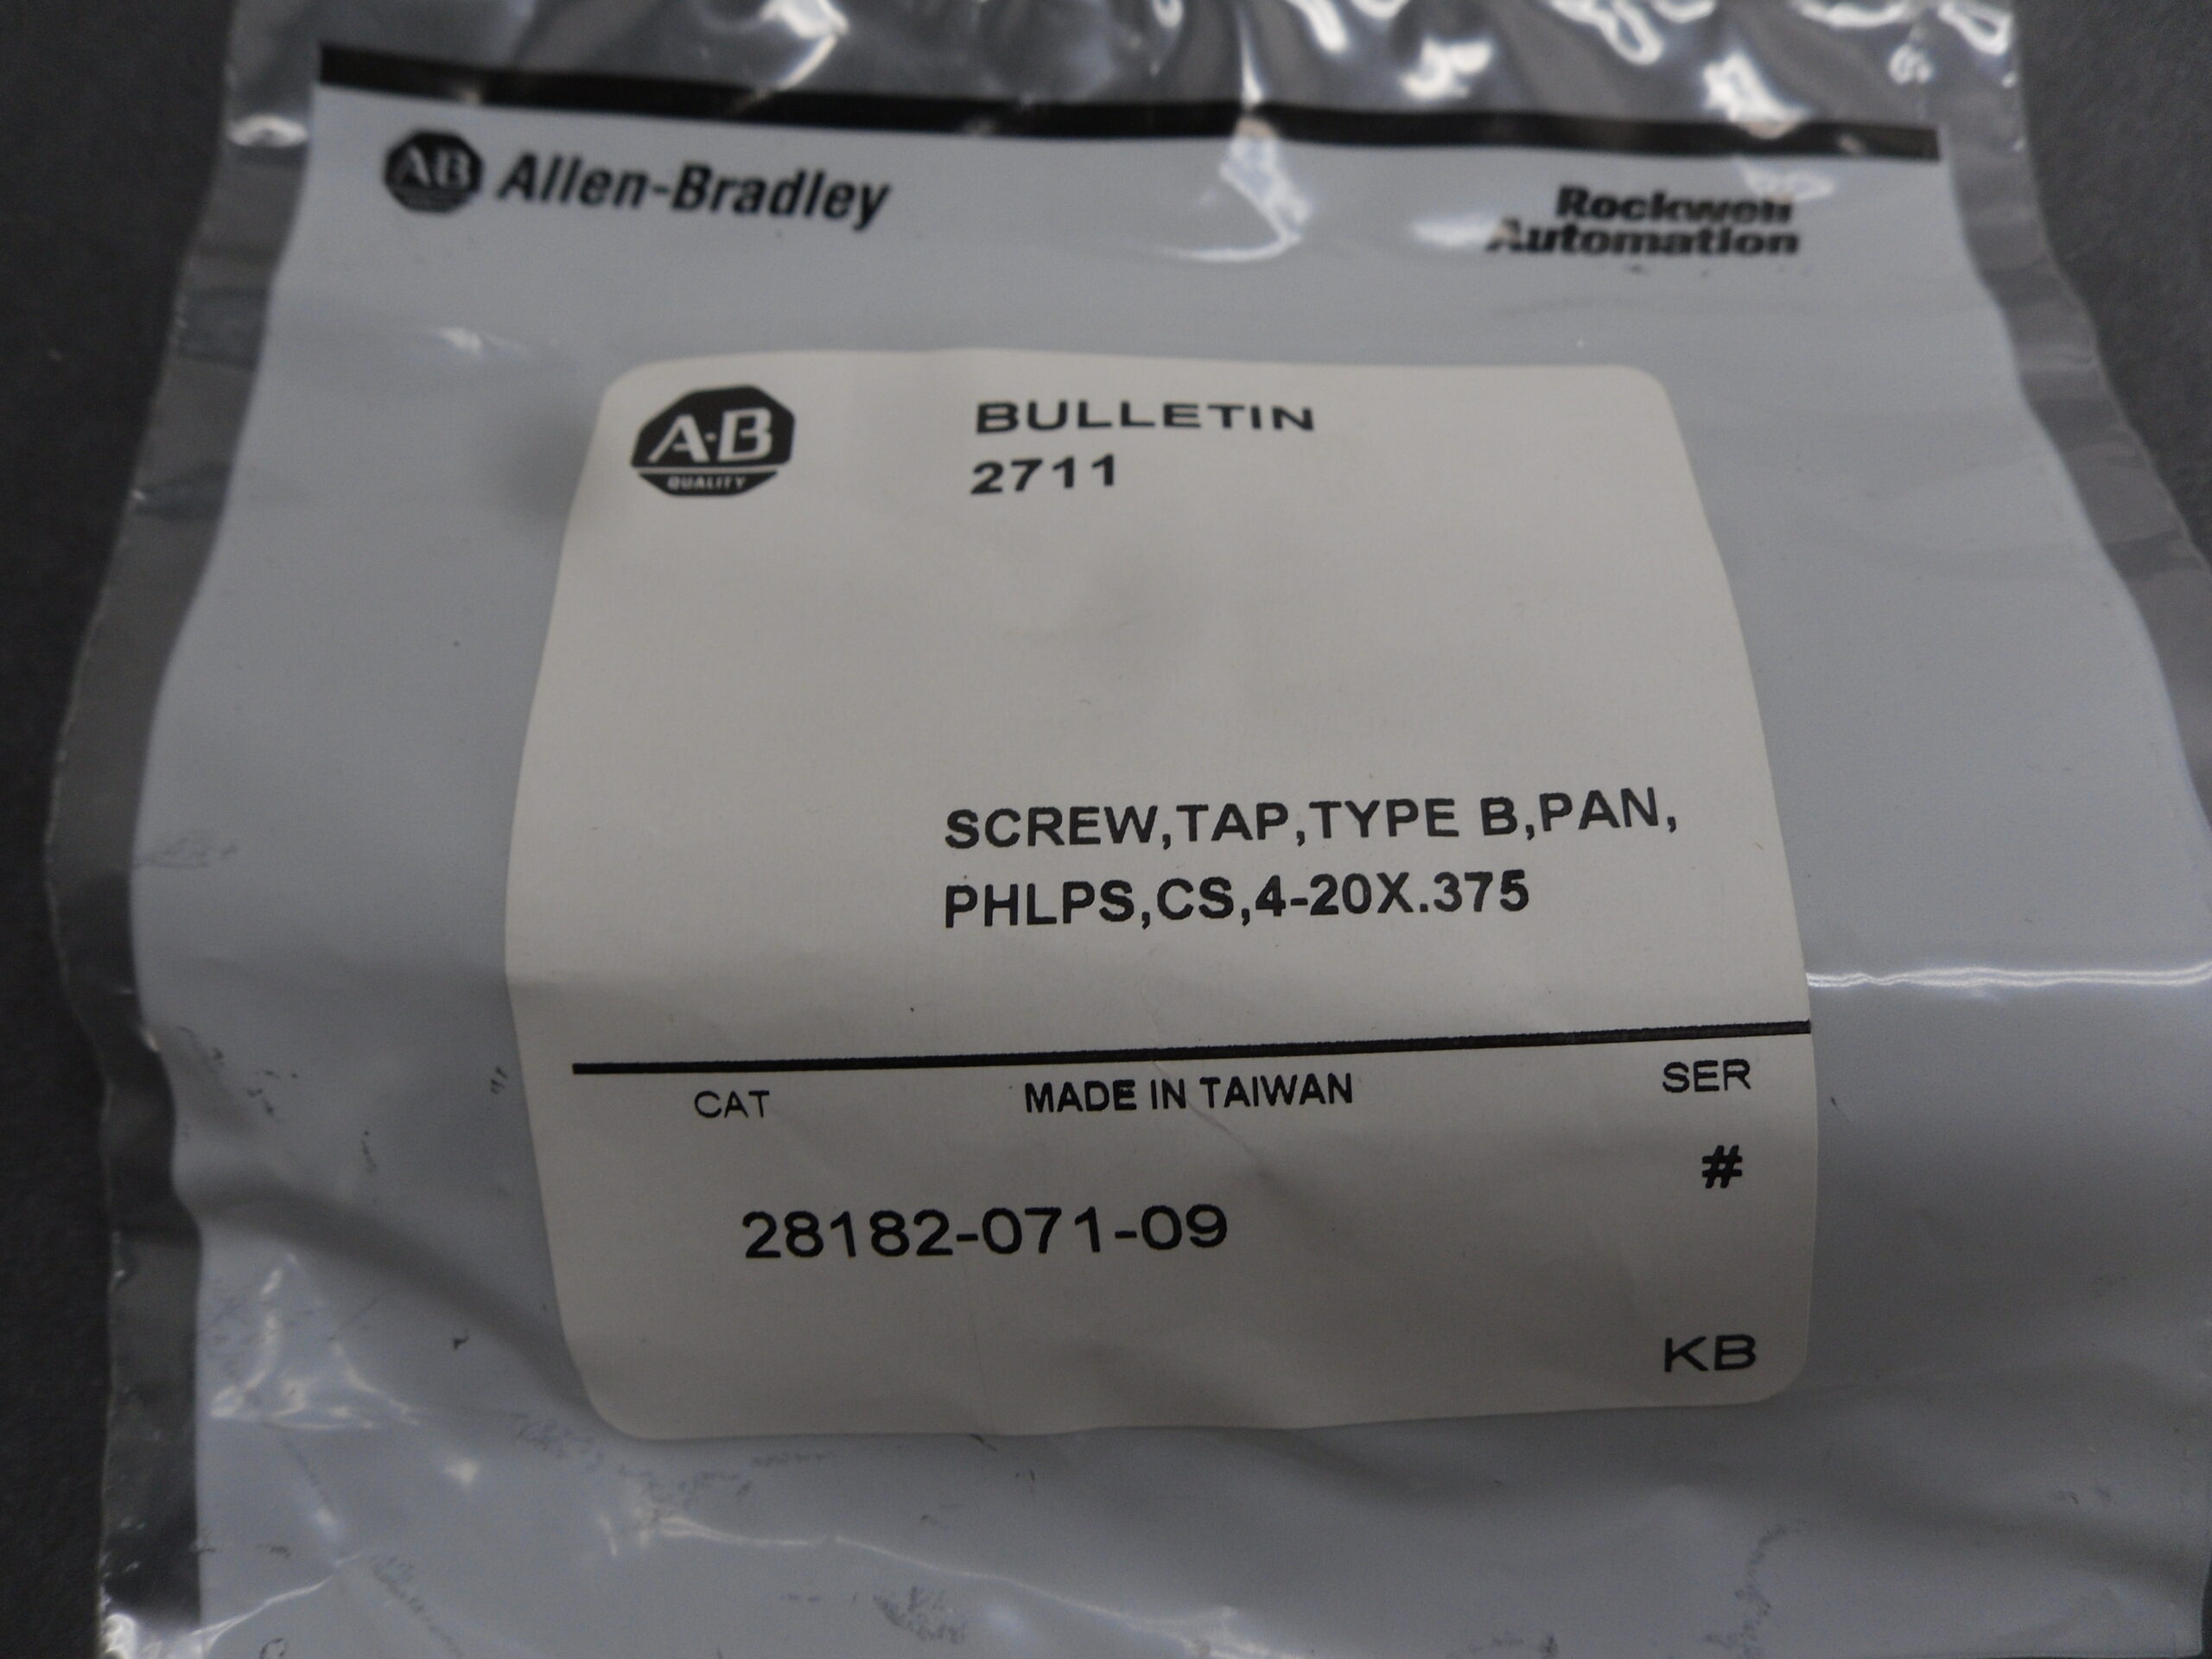 AB Allen-Bradley
Rockwell
Automation
A·B
QUALITY
BULLETIN
2711
SCREW,TAP,TYPE B,PAN,
PHLPS,CS,4-20X.375
CAT MADE IN TAIWAN SER
#
28182-071-09
KB